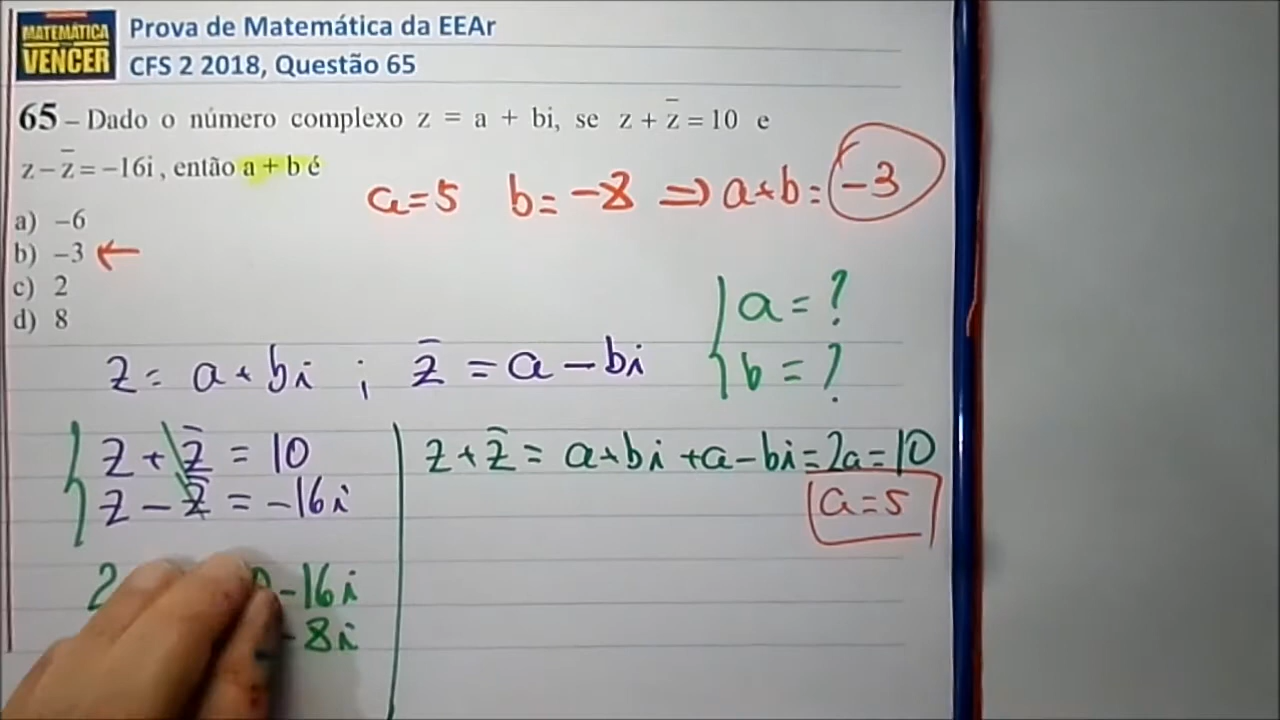 MATEMÁTICA
VENCER
Prova de Matemática da EEAr
CFS 2 2018, Questão 65
65 – Dado o número complexo z = a + bi, se z + z̅ = 10 e
z – z̅ = –16i, então a + b é
a = 5 b = -8 => a+b = -3
a) –6
b) –3 ←
c) 2
d) 8
a = ?
b = ?
z = a + bi ; z̅ = a - bi
z + z̅ = 10
z - z̅ = -16i
z + z̅ = a + bi + a - bi = 2a = 10
a = 5
2 -16i
- 8i